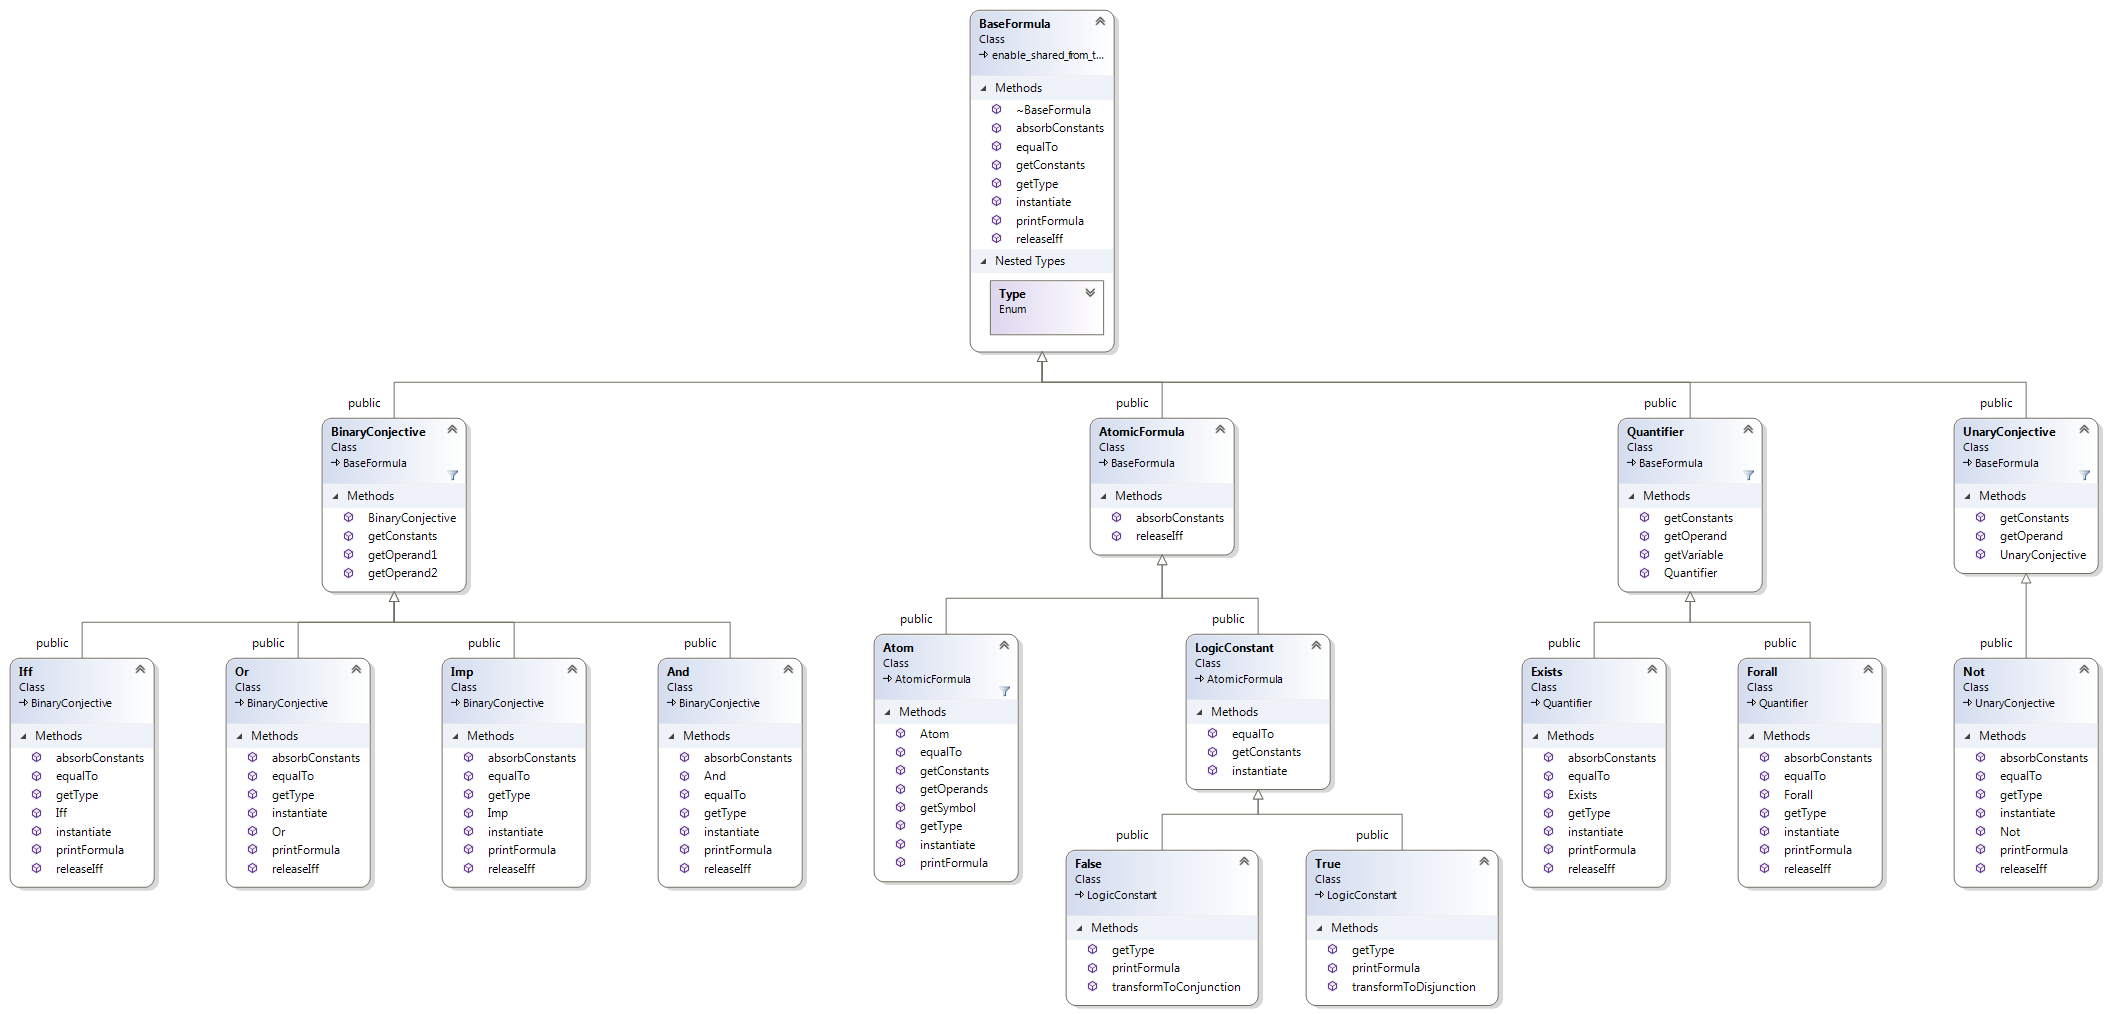 BaseFormula
Class
enable_shared_from_t...
Methods
~BaseFormula
absorbConstants
equalTo
getConstants
getType
instantiate
printFormula
releaseIff
Nested Types
Type
Enum
public
BinaryConjective
Class
BaseFormula
Methods
BinaryConjective
getConstants
getOperand1
getOperand2
public
AtomicFormula
Class
BaseFormula
Methods
absorbConstants
releaseIff
public
Quantifier
Class
BaseFormula
Methods
getConstants
getOperand
getVariable
Quantifier
public
UnaryConjective
Class
BaseFormula
Methods
getConstants
getOperand
UnaryConjective
public
Iff
Class
BinaryConjective
Methods
absorbConstants
equalTo
getType
Iff
instantiate
printFormula
releaseIff
public
Or
Class
BinaryConjective
Methods
absorbConstants
equalTo
getType
instantiate
Or
printFormula
releaseIff
public
Imp
Class
BinaryConjective
Methods
absorbConstants
equalTo
getType
Imp
instantiate
printFormula
releaseIff
public
And
Class
BinaryConjective
Methods
absorbConstants
And
equalTo
getType
instantiate
printFormula
releaseIff
public
Atom
Class
AtomicFormula
Methods
Atom
equalTo
getConstants
getOperands
getSymbol
getType
instantiate
printFormula
public
LogicConstant
Class
AtomicFormula
Methods
equalTo
getConstants
instantiate
public
False
Class
LogicConstant
Methods
getType
printFormula
transformToConjunction
public
True
Class
LogicConstant
Methods
getType
printFormula
transformToDisjunction
public
Exists
Class
Quantifier
Methods
absorbConstants
equalTo
Exists
getType
instantiate
printFormula
releaseIff
public
Forall
Class
Quantifier
Methods
absorbConstants
equalTo
Forall
getType
instantiate
printFormula
releaseIff
public
Not
Class
UnaryConjective
Methods
absorbConstants
equalTo
getType
instantiate
Not
printFormula
releaseIff